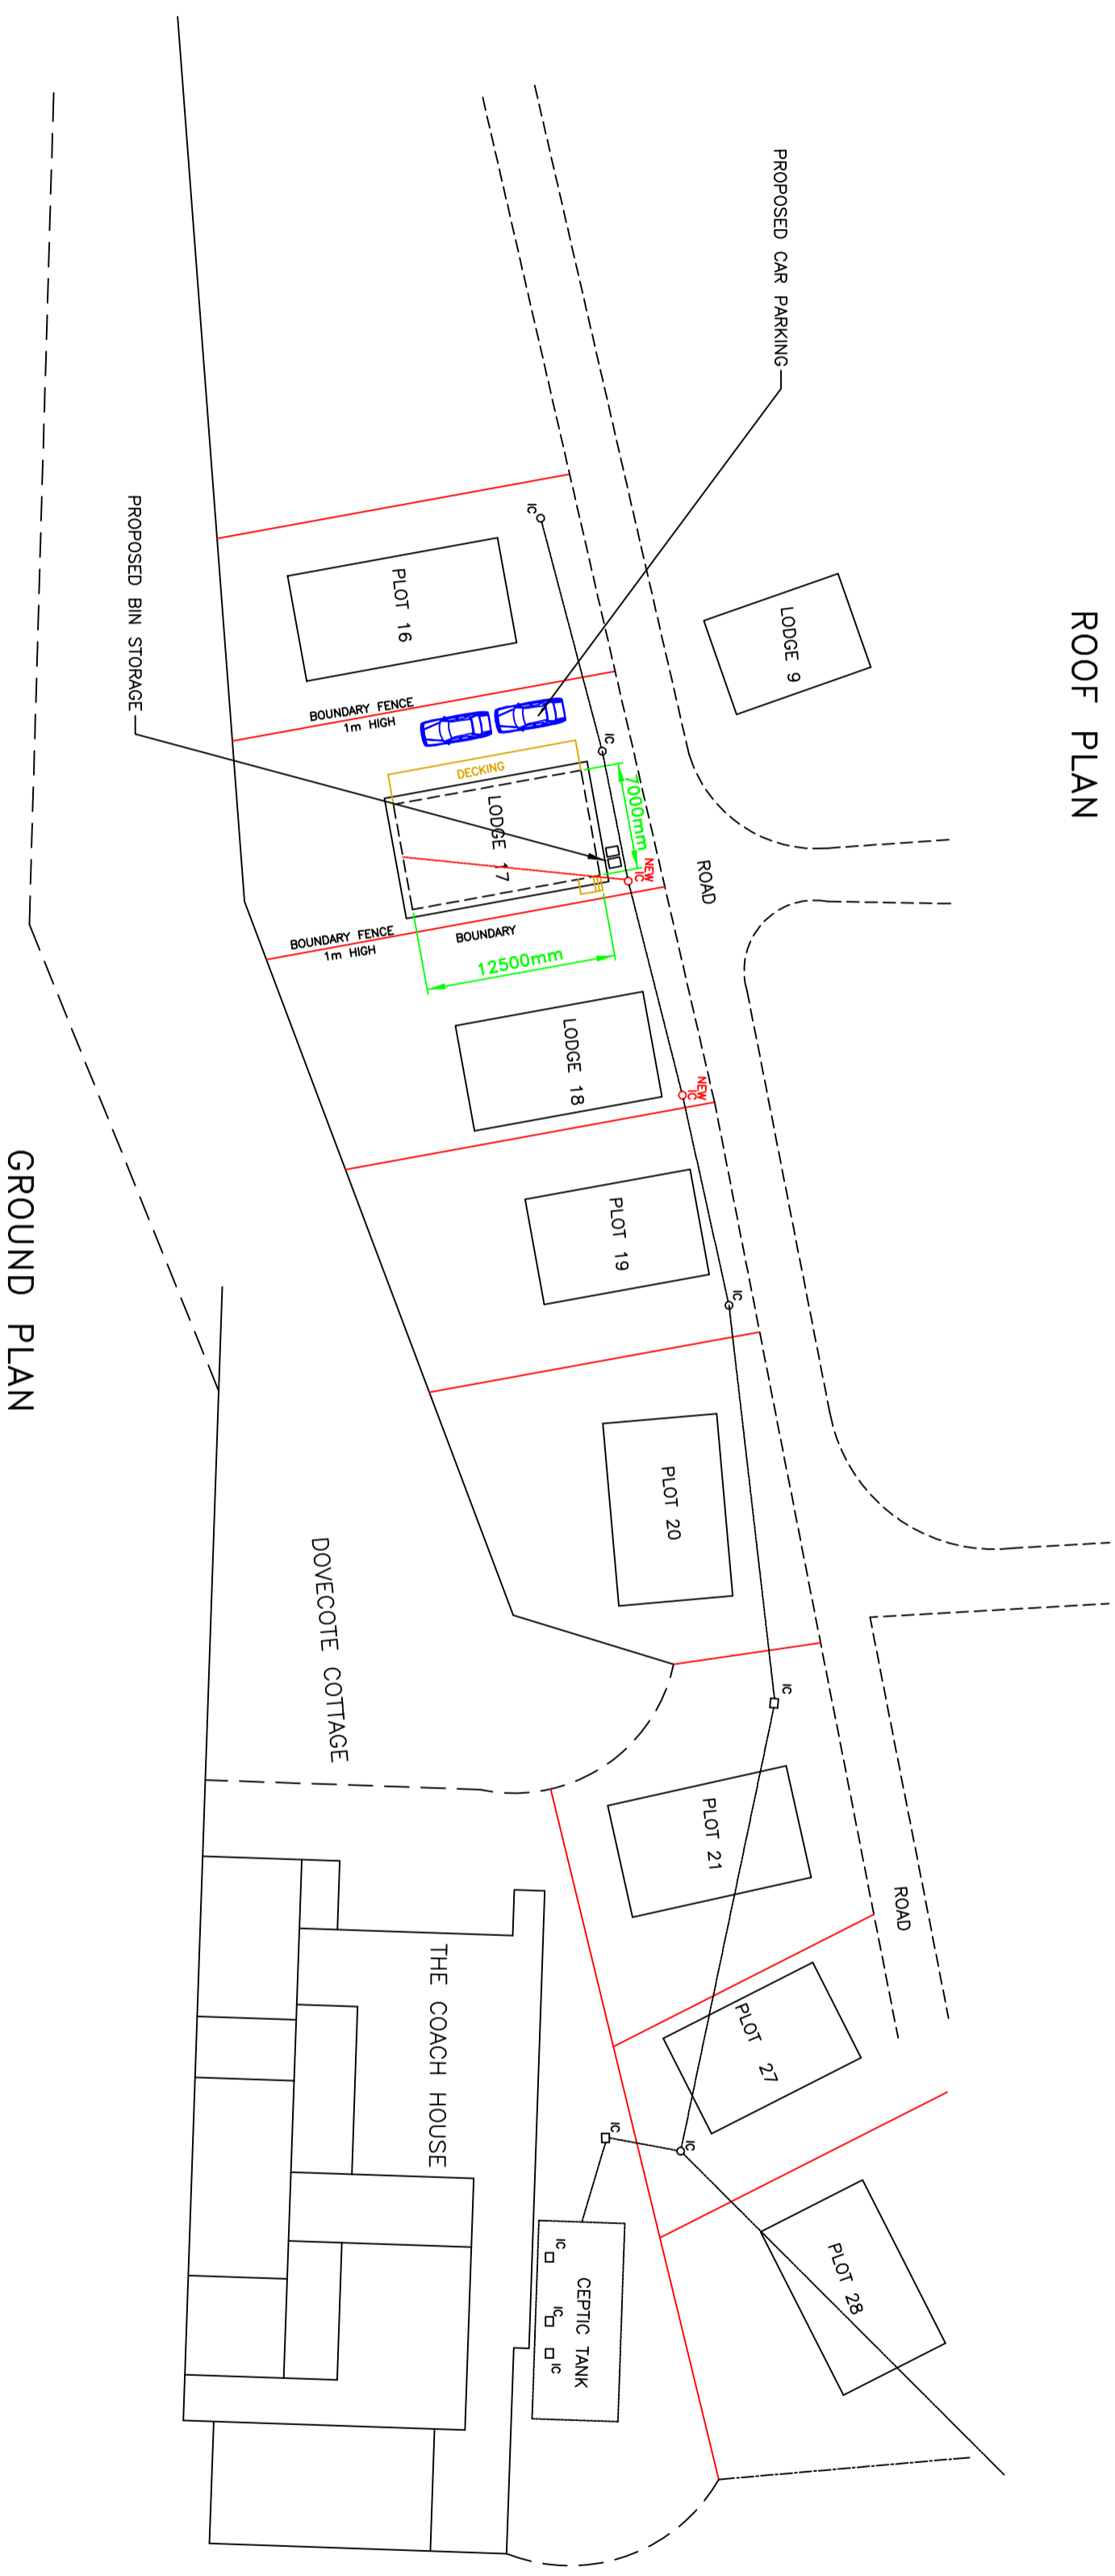 ROOF PLAN
PROPOSED CAR PARKING
LODGE 9
ROAD
IC
PLOT 16
PROPOSED BIN STORAGE
BOUNDARY FENCE
1m HIGH
IC
DECKING
7000mm
LODGE 17
NEW
IC
BOUNDARY FENCE
1m HIGH
BOUNDARY
12500mm
LODGE 18
NEW
IC
PLOT 19
IC
PLOT 20
IC
PLOT 21
ROAD
PLOT 27
IC
IC
PLOT 28
CEPTIC TANK
IC
IC
IC
DOVECOTE COTTAGE
THE COACH HOUSE
GROUND PLAN